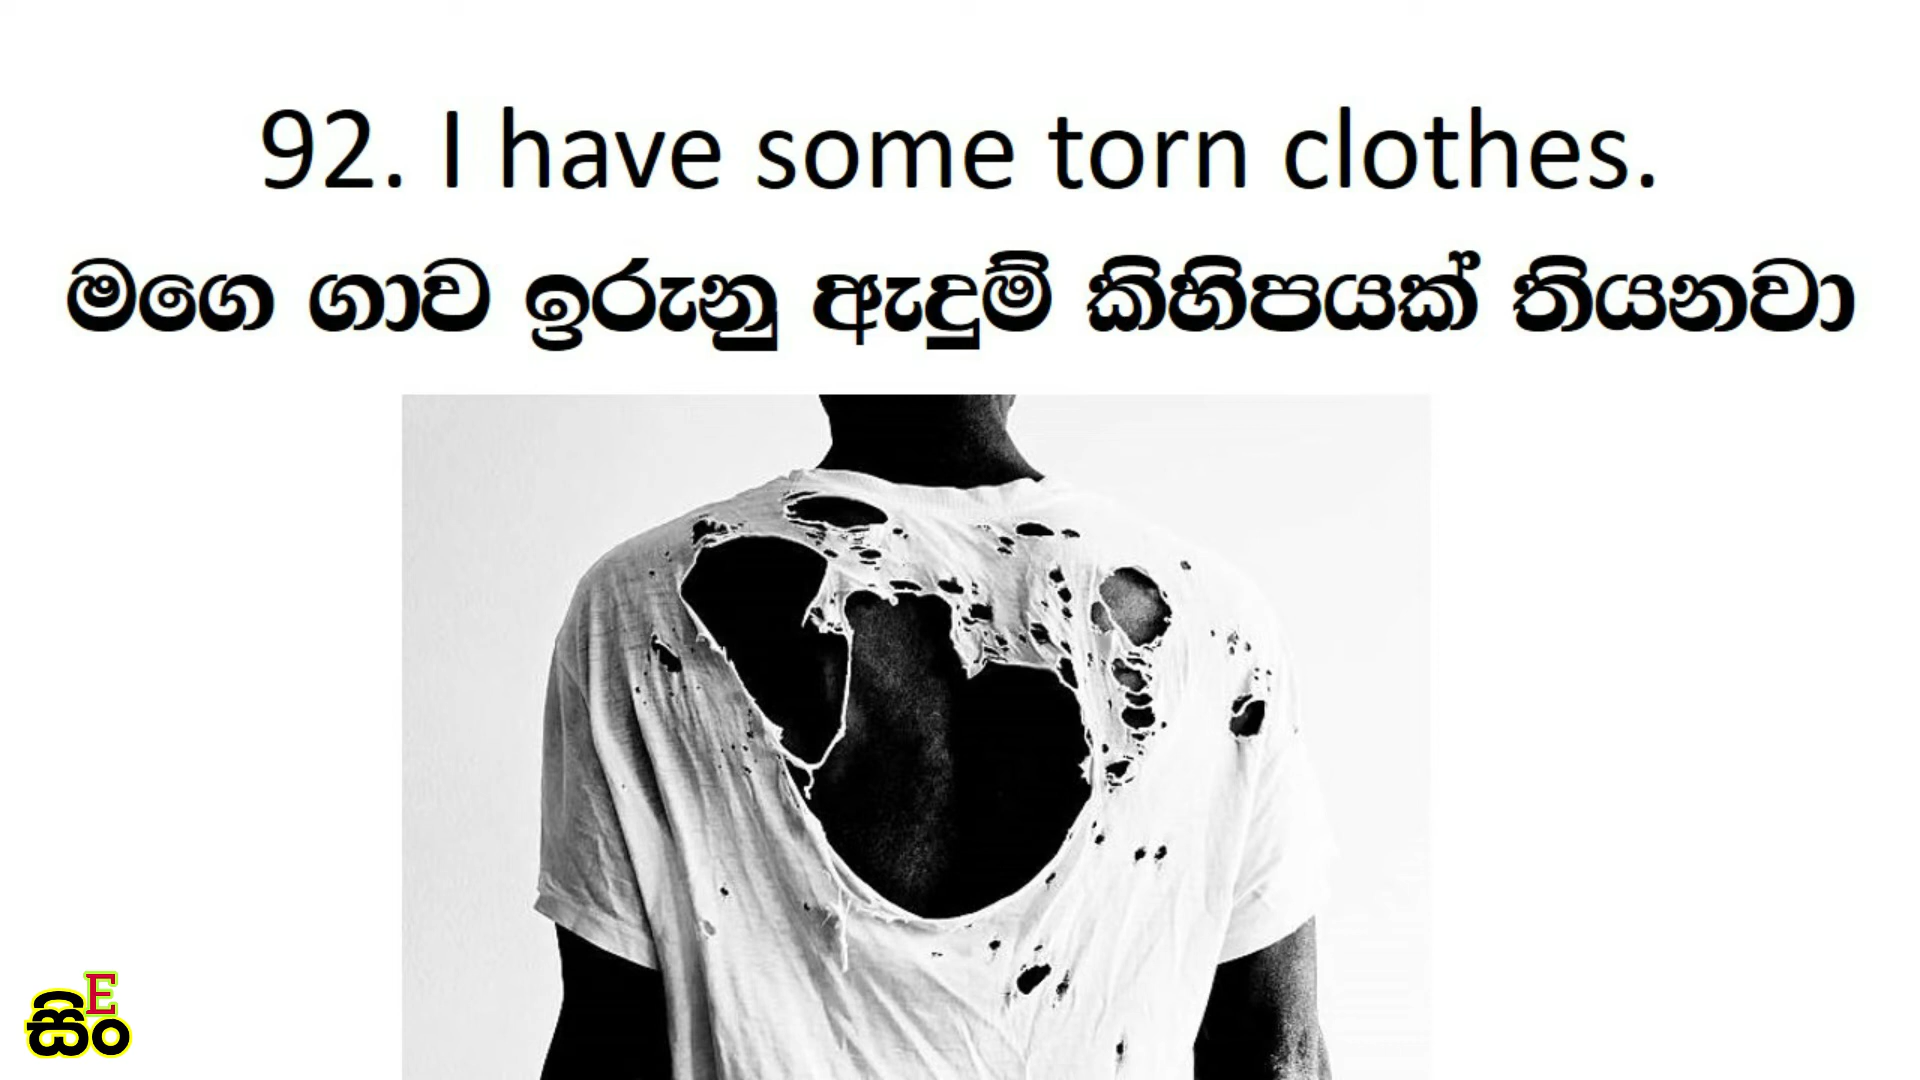 92. I have some torn clothes.
මගෙ ගාව ඉරුනු ඇඳුම් කිහිපයක් තියනවා
E
සිං